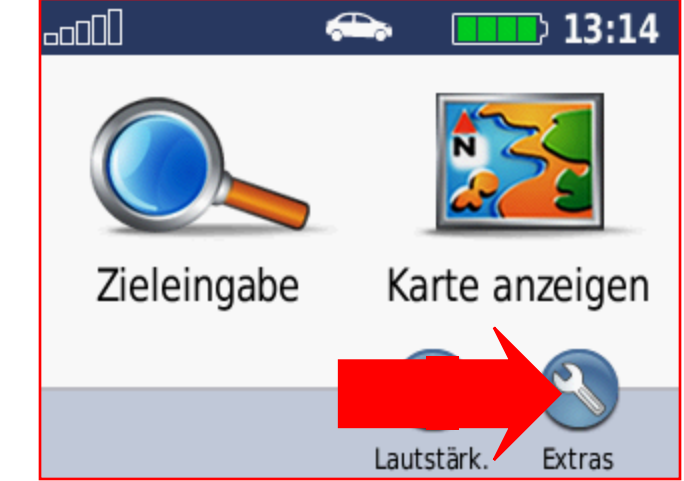 13:14
N
Zieleingabe
Karte anzeigen
Lautstärk.
Extras